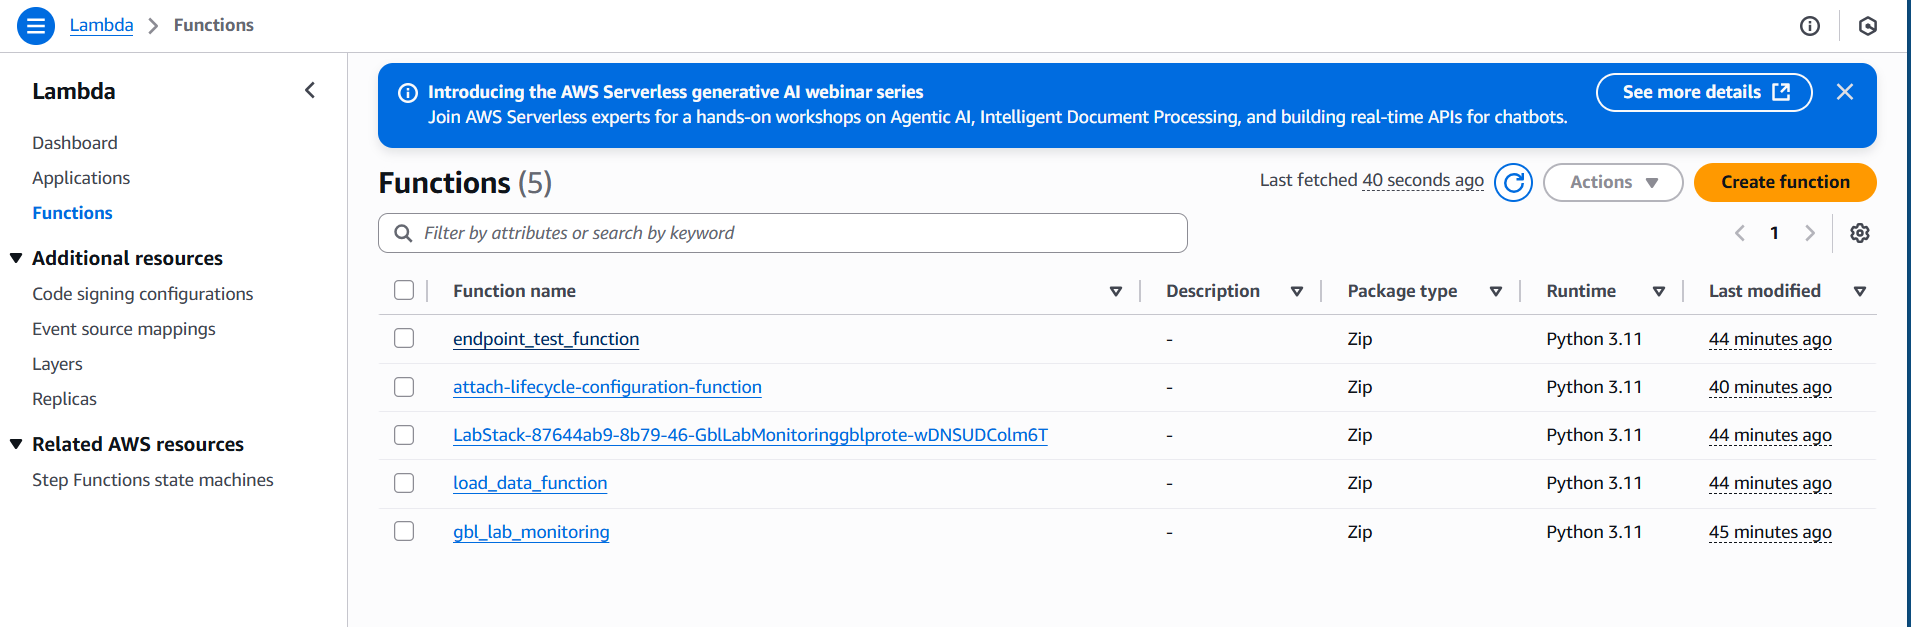 Lambda > Functions
Lambda
Dashboard
Applications
Functions
Additional resources
Code signing configurations
Event source mappings
Layers
Replicas
Related AWS resources
Step Functions state machines
Introducing the AWS Serverless generative AI webinar series
Join AWS Serverless experts for a hands-on workshops on Agentic AI, Intelligent Document Processing, and building real-time APIs for chatbots.
See more details
Functions (5)
Last fetched 40 seconds ago
Actions
Create function
Filter by attributes or search by keyword
1
Function name Description Package type Runtime Last modified
endpoint_test_function - Zip Python 3.11 44 minutes ago
attach-lifecycle-configuration-function - Zip Python 3.11 40 minutes ago
LabStack-87644ab9-8b79-46-GblLabMonitoringgblprote-wDNSUDColm6T - Zip Python 3.11 44 minutes ago
load_data_function - Zip Python 3.11 44 minutes ago
gbl_lab_monitoring - Zip Python 3.11 45 minutes ago